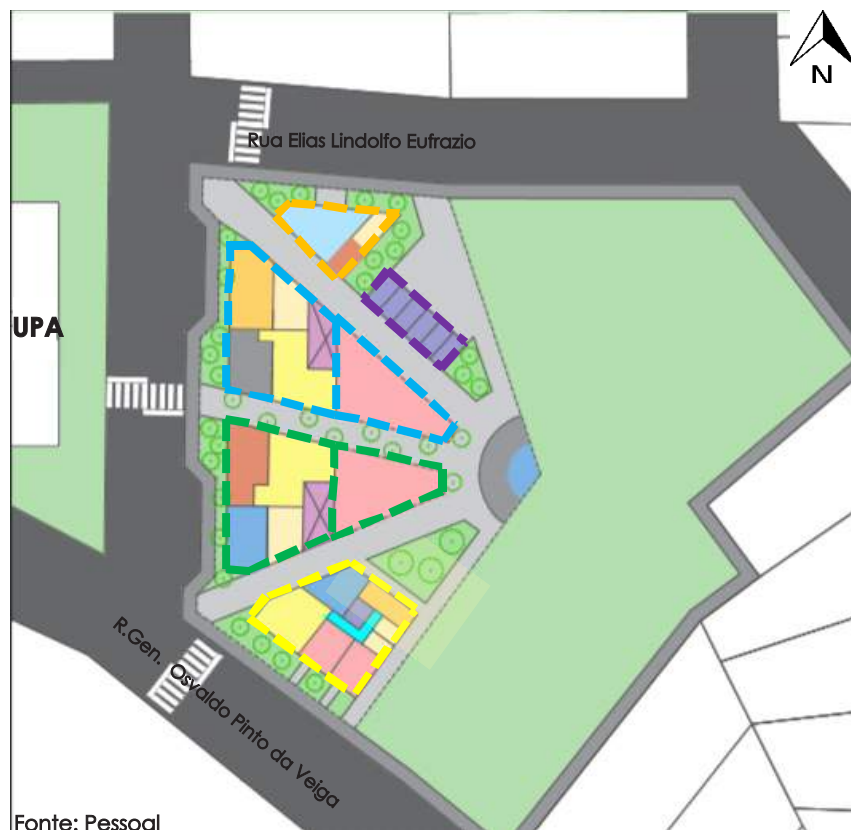 N
Rua Elias Lindolfo Eufrazio
UPA
R.Gen. Osvaldo Pinto da Veiga
Fonte: Pessoal